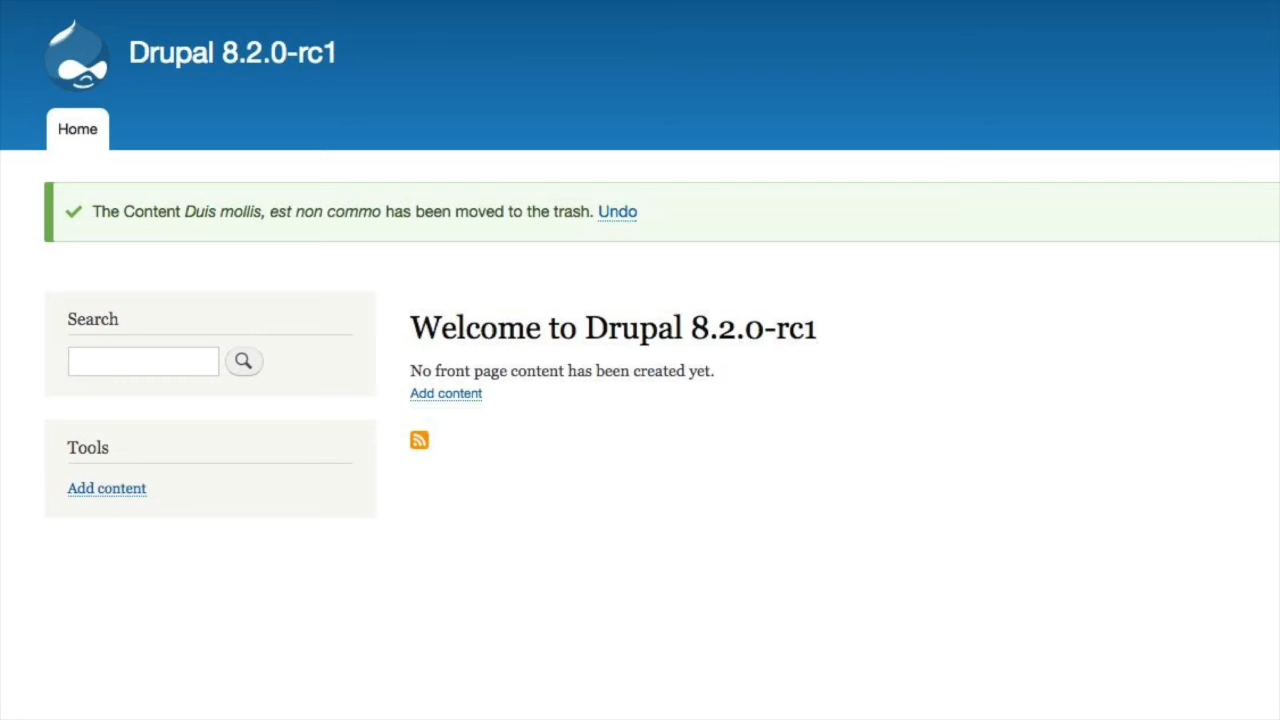 Drupal 8.2.0-rc1
Home
The Content Duis mollis, est non commo has been moved to the trash. Undo
Search
Welcome to Drupal 8.2.0-rc1
No front page content has been created yet.
Add content
Tools
Add content